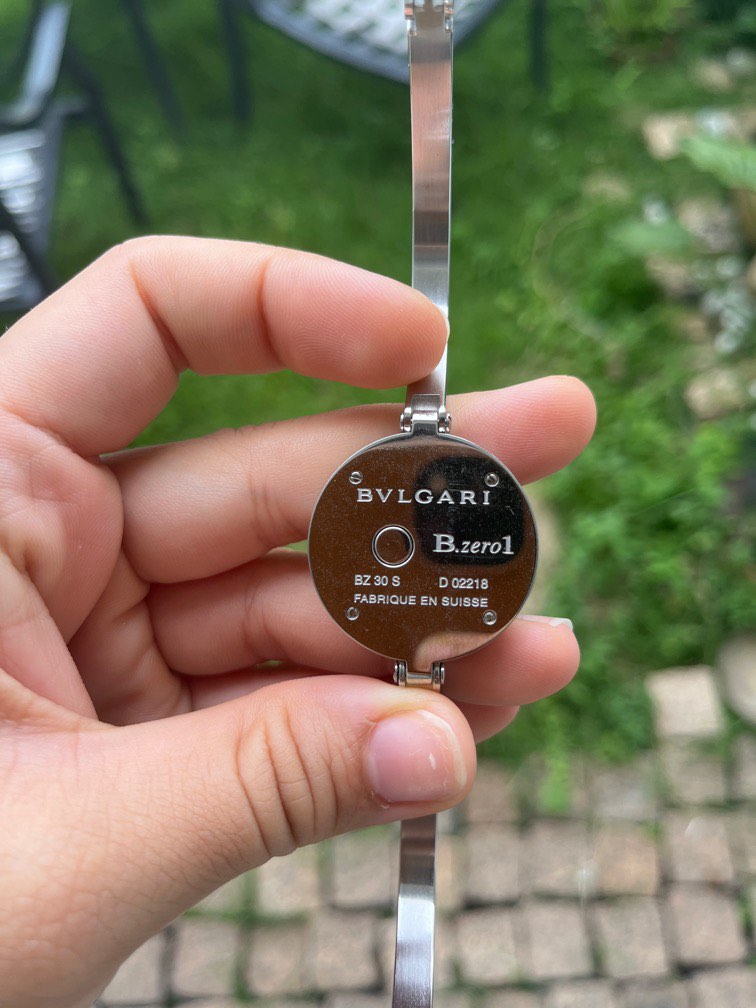 BVLGARI
B.zero1
BZ 30 S D 02218
FABRIQUE EN SUISSE